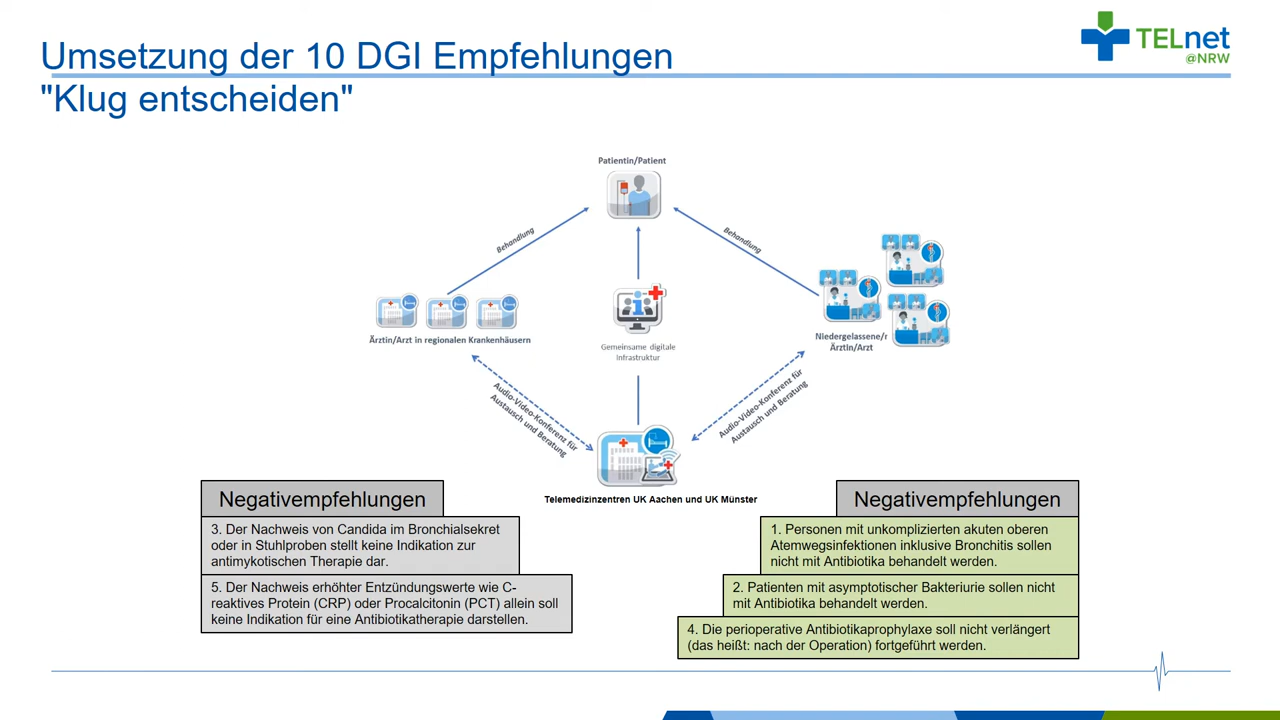 Umsetzung der 10 DGI Empfehlungen
"Klug entscheiden"
TELnet
@NRW
Patientin/Patient
Behandlung
Behandlung
Ärztin/Arzt in regionalen Krankenhäusern
Gemeinsame digitale
Infrastruktur
Niedergelassene/r
Ärztin/Arzt
Audio-Video-Konferenz für
Austausch und Beratung
Audio-Video-Konferenz für
Austausch und Beratung
Telemedizinzentren UK Aachen und UK Münster
Negativempfehlungen
3. Der Nachweis von Candida im Bronchialsekret
oder in Stuhlproben stellt keine Indikation zur
antimykotischen Therapie dar.
5. Der Nachweis erhöhter Entzündungswerte wie C-
reaktives Protein (CRP) oder Procalcitonin (PCT) allein soll
keine Indikation für eine Antibiotikatherapie darstellen.
Negativempfehlungen
1. Personen mit unkomplizierten akuten oberen
Atemwegsinfektionen inklusive Bronchitis sollen
nicht mit Antibiotika behandelt werden.
2. Patienten mit asymptotischer Bakteriurie sollen nicht
mit Antibiotika behandelt werden.
4. Die perioperative Antibiotikaprophylaxe soll nicht verlängert
(das heißt: nach der Operation) fortgeführt werden.